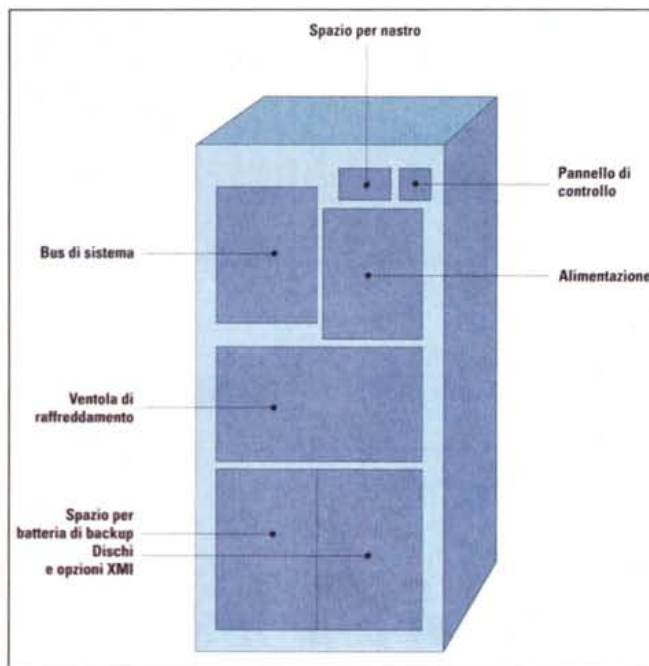 Spazio per nastro
Pannello di
controllo
Bus di sistema
Alimentazione
Ventola di
raffreddamento
Spazio per
batteria di backup
Dischi
e opzioni XMI